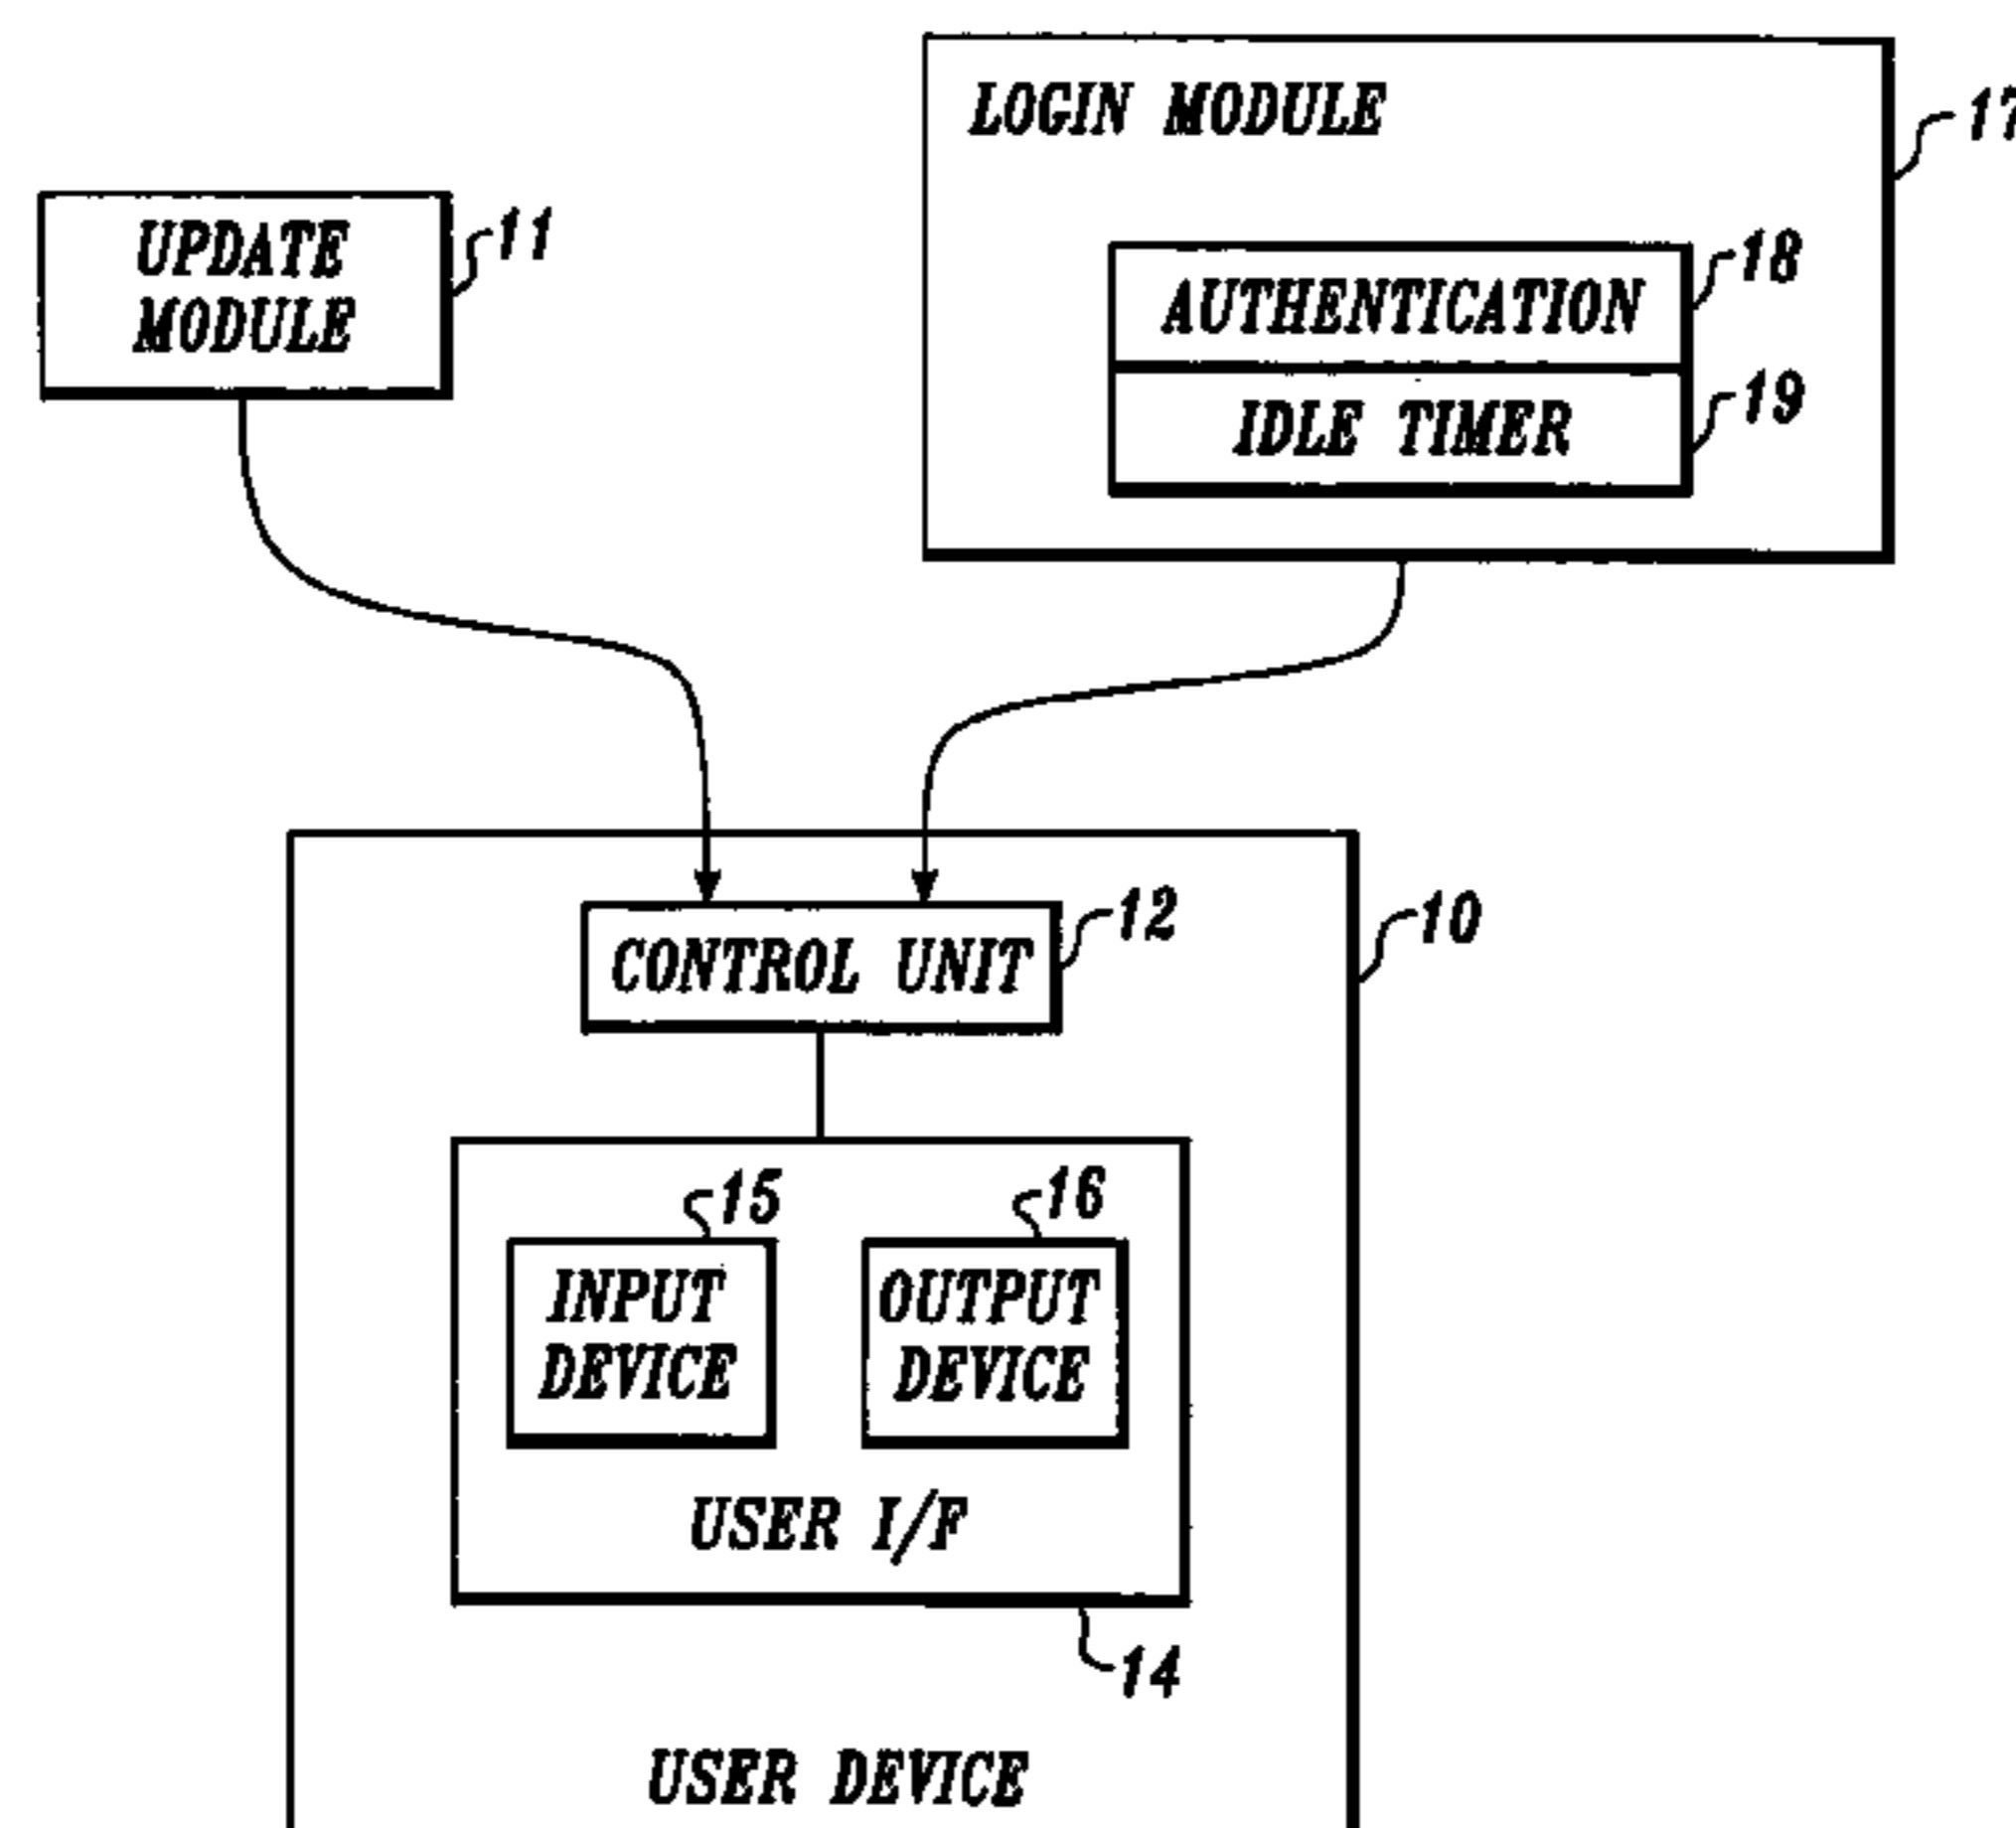 LOGIN MODULE
17
UPDATE
MODULE
11
AUTHENTICATION
18
IDLE TIMER
19
CONTROL UNIT
12
10
15
16
INPUT
DEVICE
OUTPUT
DEVICE
USER I/F
14
USER DEVICE